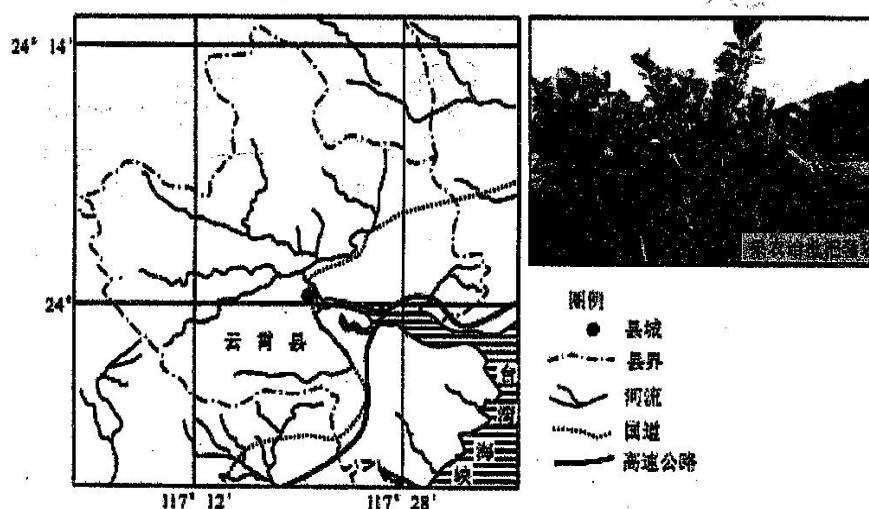 24° 14′
24°
云霄县
台
湾
海
峡
117° 12′
117° 28′
图例
县城
县界
河流
国道
高速公路